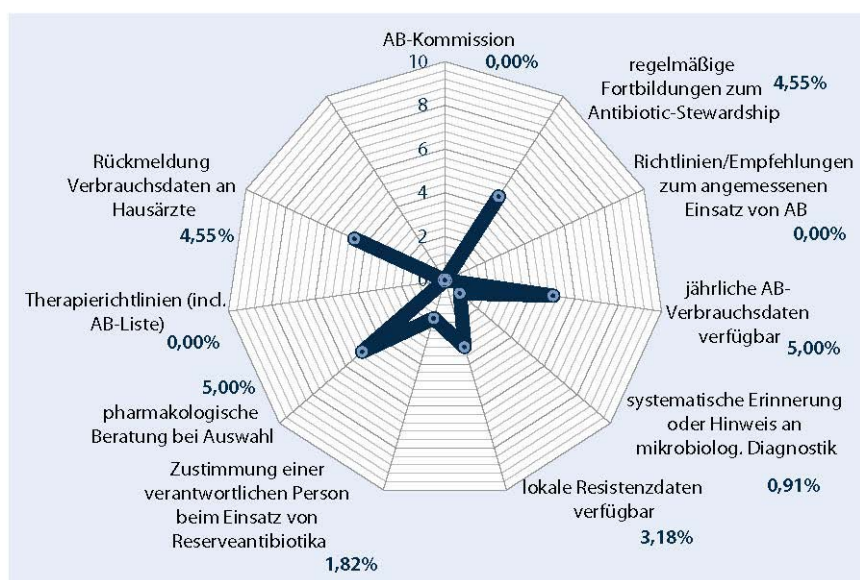 AB-Kommission
0,00%
10
8
6
4
2
0
regelmäßige
Fortbildungen zum
Antibiotic-Stewardship
4,55%
Richtlinien/Empfehlungen
zum angemessenen
Einsatz von AB
0,00%
jährliche AB-
Verbrauchsdaten
verfügbar
5,00%
systematische Erinnerung
oder Hinweis an
mikrobiolog. Diagnostik
0,91%
lokale Resistenzdaten
verfügbar
3,18%
Zustimmung einer
verantwortlichen Person
beim Einsatz von
Reserveantibiotika
1,82%
5,00%
pharmakologische
Beratung bei Auswahl
Therapierichtlinien (incl.
AB-Liste)
0,00%
Rückmeldung
Verbrauchsdaten an
Hausärzte
4,55%